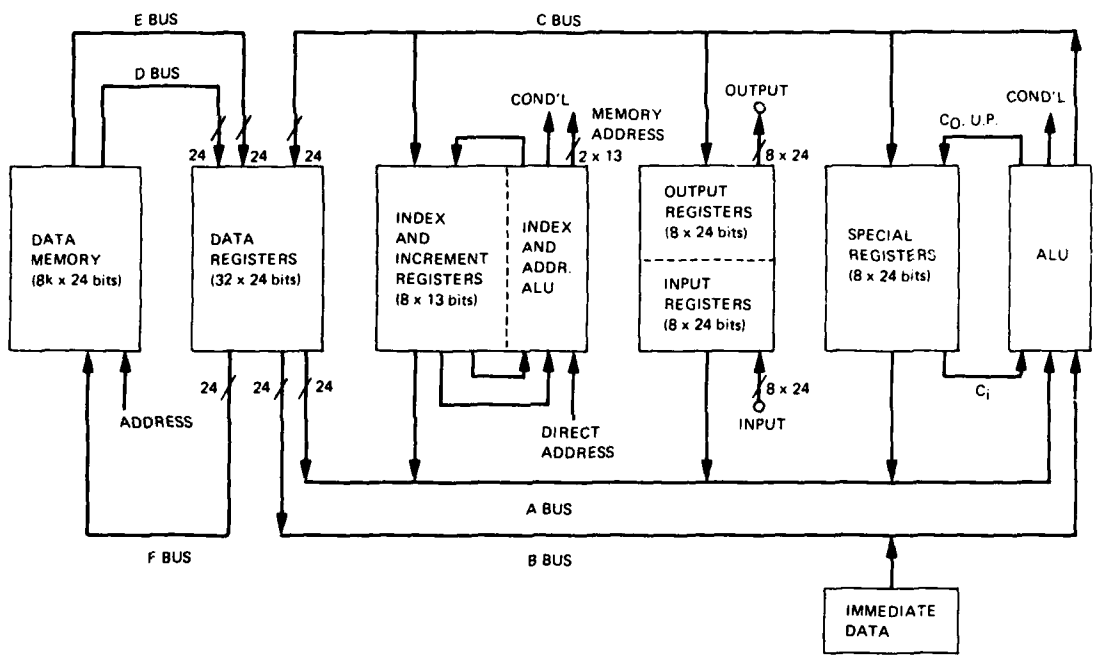 E BUS
D BUS
C BUS
24
24
24
COND'L
MEMORY
ADDRESS
2 x 13
OUTPUT
8 x 24
C₀. U.P.
COND'L
DATA
MEMORY
(8k x 24 bits)
DATA
REGISTERS
(32 x 24 bits)
INDEX
AND
INCREMENT
REGISTERS
(8 x 13 bits)
INDEX
AND
ADDR.
ALU
OUTPUT
REGISTERS
(8 x 24 bits)
INPUT
REGISTERS
(8 x 24 bits)
SPECIAL
REGISTERS
(8 x 24 bits)
ALU
ADDRESS
24
24
24
DIRECT
ADDRESS
8 x 24
INPUT
Cᵢ
A BUS
F BUS
B BUS
IMMEDIATE
DATA